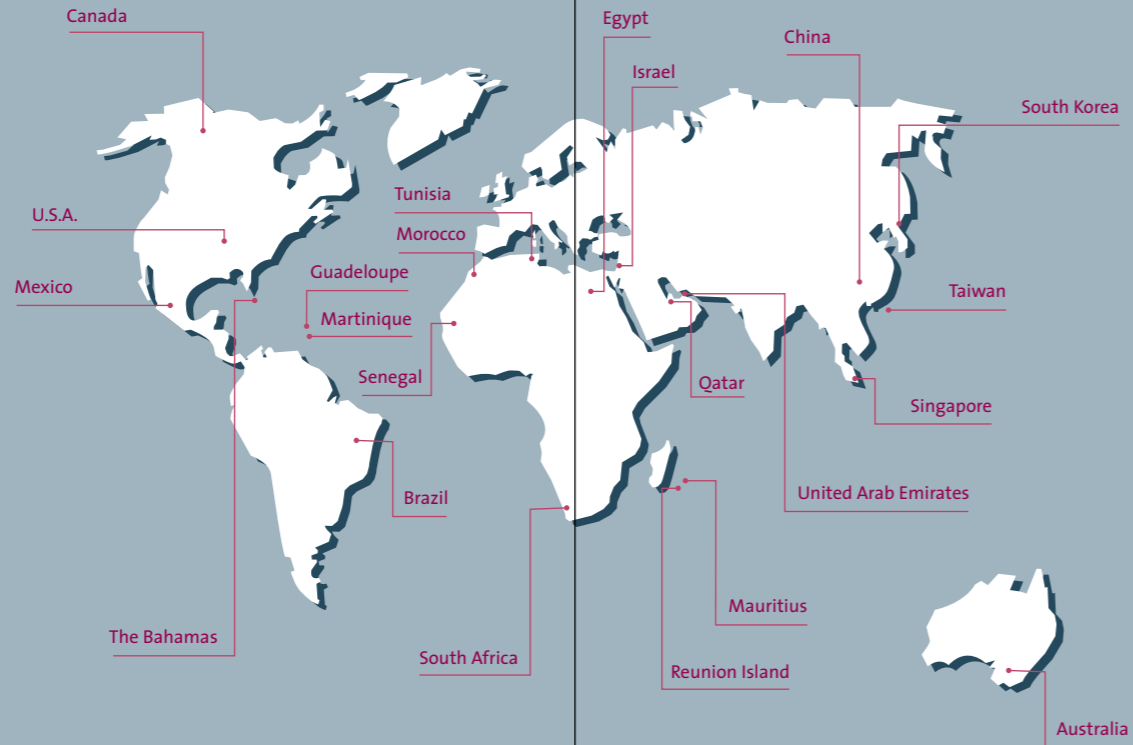 Canada
U.S.A.
Mexico
Guadeloupe
Martinique
Tunisia
Morocco
Senegal
Brazil
The Bahamas
South Africa
Egypt
Israel
China
South Korea
Taiwan
Qatar
Singapore
United Arab Emirates
Mauritius
Reunion Island
Australia